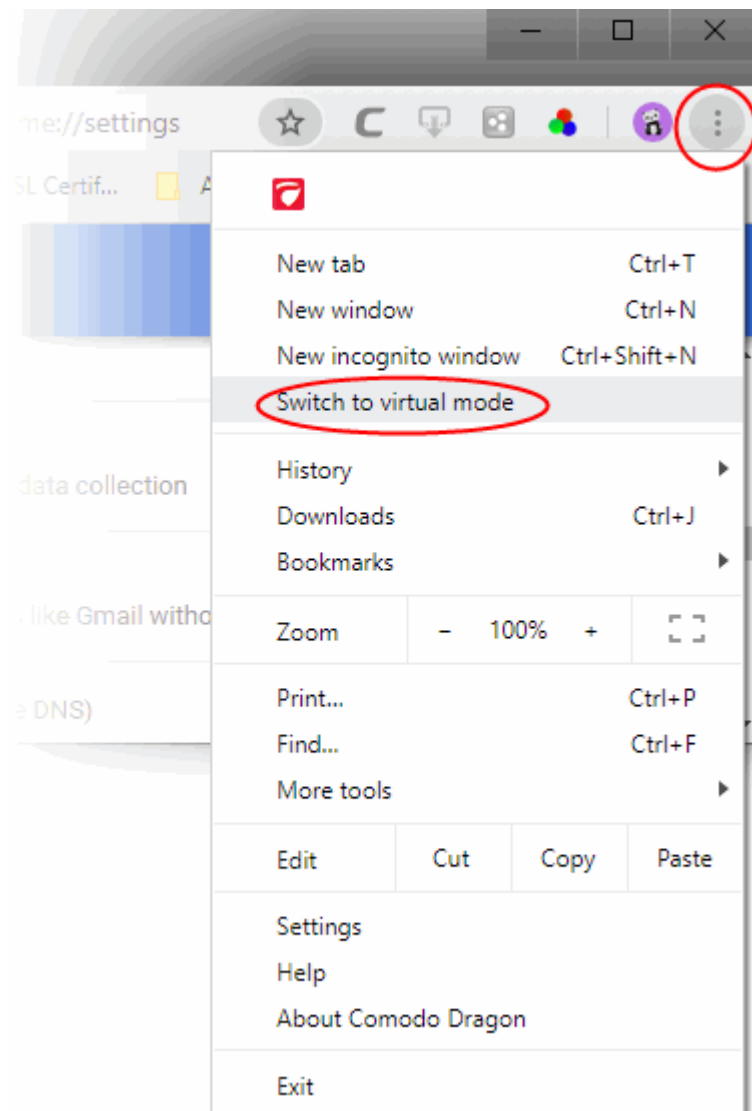 me://settings
SL Certif... A
New tab Ctrl+T
New window Ctrl+N
New incognito window Ctrl+Shift+N
Switch to virtual mode
History
data collection
Downloads Ctrl+J
Bookmarks
like Gmail witho
Zoom - 100% +
Print... Ctrl+P
e DNS)
Find... Ctrl+F
More tools
Edit Cut Copy Paste
Settings
Help
About Comodo Dragon
Exit